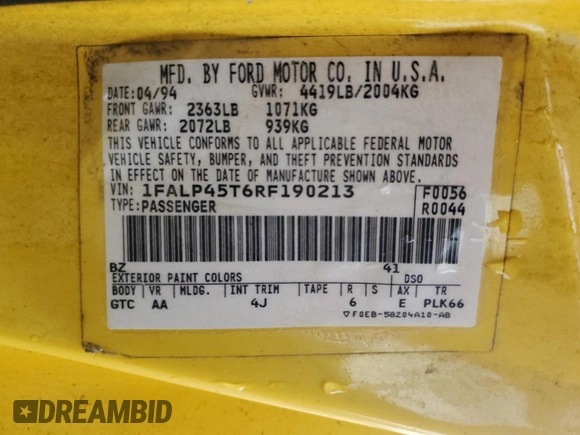 MFD. BY FORD MOTOR CO. IN U.S.A.
DATE: 04/94 GVWR: 4419LB/2004KG
FRONT GAWR: 2363LB 1071KG
REAR GAWR: 2072LB 939KG
THIS VEHICLE CONFORMS TO ALL APPLICABLE FEDERAL MOTOR
VEHICLE SAFETY, BUMPER, AND THEFT PREVENTION STANDARDS
IN EFFECT ON THE DATE OF MANUFACTURE SHOWN ABOVE.
VIN: 1FALP45T6RF190213 F0056
TYPE: PASSENGER R0044
BZ 41
EXTERIOR PAINT COLORS DSO
BODY VR MLDG. INT TRIM TAPE R S AX TR
GTC AA 4J 6 E PLK66
▽F0EB-58204A10-AB
DREAMBID